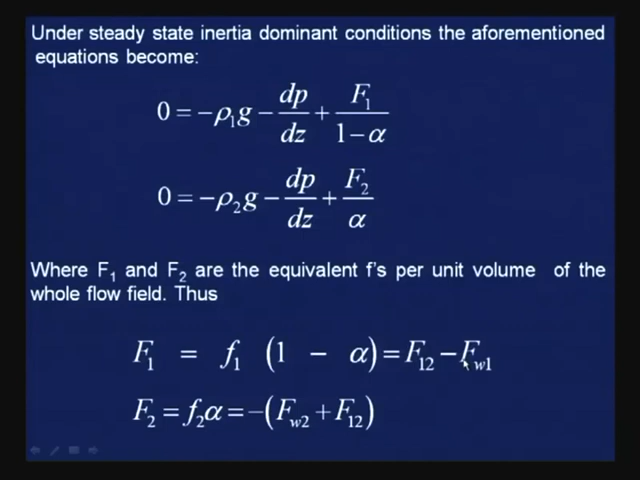 Under steady state inertia dominant conditions the aforementioned
equations become:
0 = −ρ₁g − dp/dz + F₁/(1 − α)
0 = −ρ₂g − dp/dz + F₂/α
Where F₁ and F₂ are the equivalent f's per unit volume of the
whole flow field. Thus
F₁ = f₁ (1 − α) = F₁₂ − F_w1
F₂ = f₂α = −(F_w2 + F₁₂)